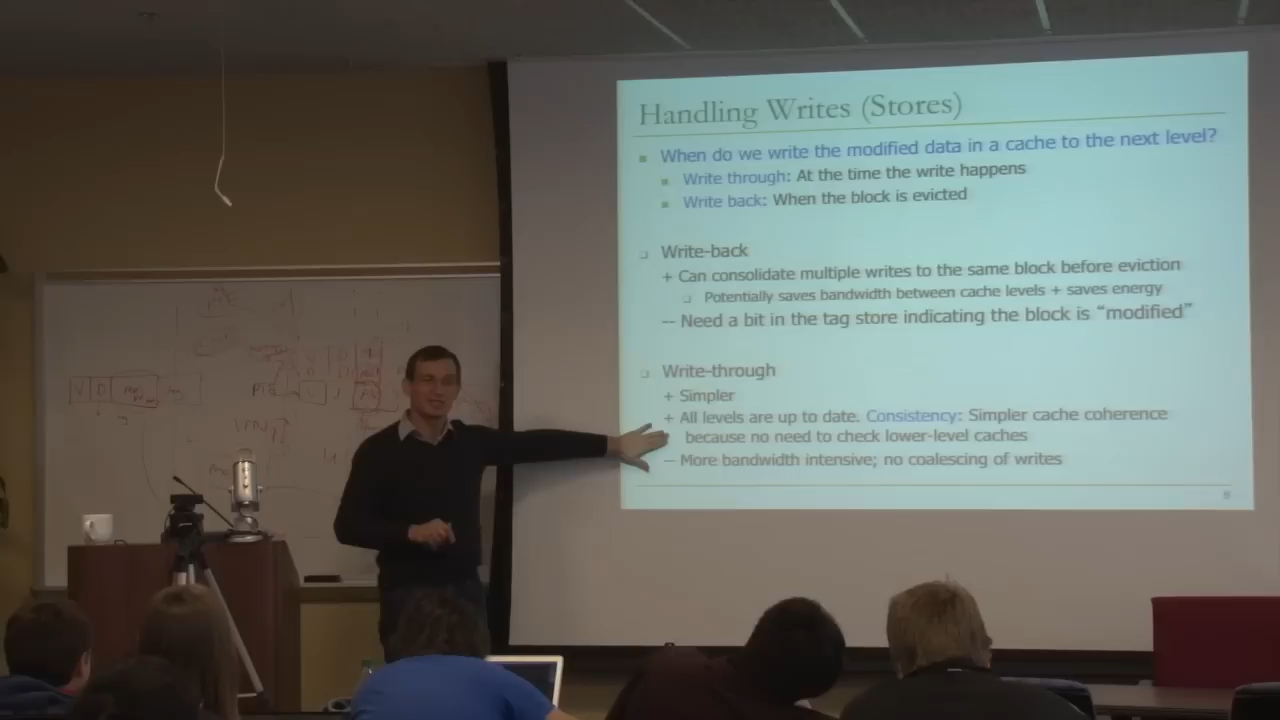 Handling Writes (Stores)
When do we write the modified data in a cache to the next level?
Write through: At the time the write happens
Write back: When the block is evicted
Write-back
+ Can consolidate multiple writes to the same block before eviction
Potentially saves bandwidth between cache levels + saves energy
-- Need a bit in the tag store indicating the block is "modified"
Write-through
+ Simpler
+ All levels are up to date. Consistency: Simpler cache coherence
because no need to check lower-level caches
-- More bandwidth intensive; no coalescing of writes